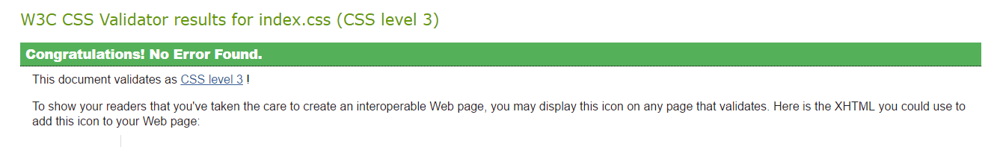 W3C CSS Validator results for index.css (CSS level 3)
Congratulations! No Error Found.
This document validates as CSS level 3 !
To show your readers that you've taken the care to create an interoperable Web page, you may display this icon on any page that validates. Here is the XHTML you could use to
add this icon to your Web page: